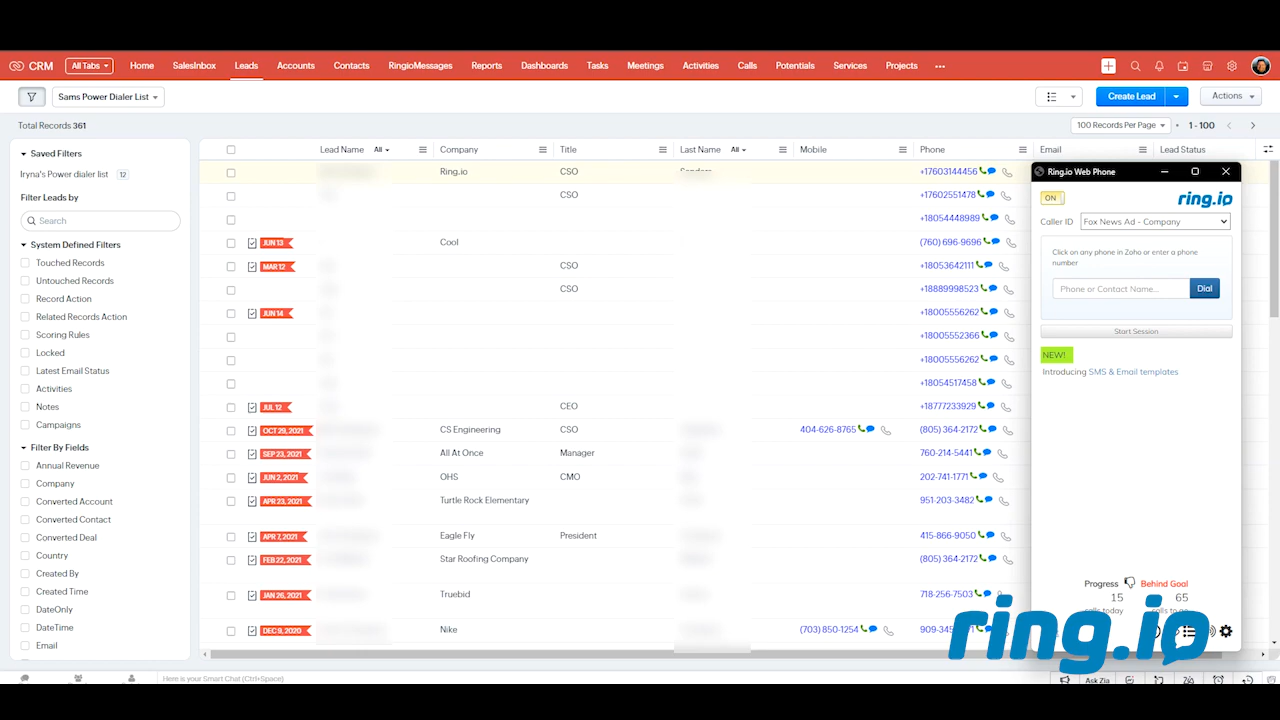 CRM All Tabs Home SalesInbox Leads Accounts Contacts RingioMessages Reports Dashboards Tasks Meetings Activities Calls Potentials Services Projects
Sams Power Dialer List Create Lead Actions
Total Records 361 100 Records Per Page 1 - 100
Saved Filters
Iryna's Power dialer list 12
Filter Leads by
Search
System Defined Filters
Touched Records
Untouched Records
Record Action
Related Records Action
Scoring Rules
Locked
Latest Email Status
Activities
Notes
Campaigns
Filter By Fields
Annual Revenue
Company
Converted Account
Converted Contact
Converted Deal
Country
Created By
Created Time
DateOnly
DateTime
Email
Lead Name All Company Title Last Name All Mobile Phone Email Lead Status
Ring.io CSO +17603144456
CSO +17602551478
+18054448989
JUN 13 Cool (760) 696-9696
MAR 12 CSO +18053642111
CSO +18889998523
JUN 14 +18005556262
+18005552366
+18005556262
+18054517458
JUL 12 CEO +18777233929
OCT 29, 2021 CS Engineering CSO 404-626-8765 (805) 364-2172
SEP 23, 2021 All At Once Manager 760-214-5441
JUN 2, 2021 OHS CMO 202-741-1771
APR 23, 2021 Turtle Rock Elementary 951-203-3482
APR 7, 2021 Eagle Fly President 415-866-9050
FEB 22, 2021 Star Roofing Company (805) 364-2172
JAN 26, 2021 Truebid 718-256-7503
DEC 9, 2020 Nike (703) 850-1254
Ring.io Web Phone
ON ring.io
Caller ID Fox News Ad - Company
Click on any phone in Zoho or enter a phone
number
Phone or Contact Name... Dial
Start Session
NEW!
Introducing SMS & Email templates
Progress Behind Goal
15 65
calls today calls to go
ring.io
Here is your Smart Chat (Ctrl+Space)
Ask Zia